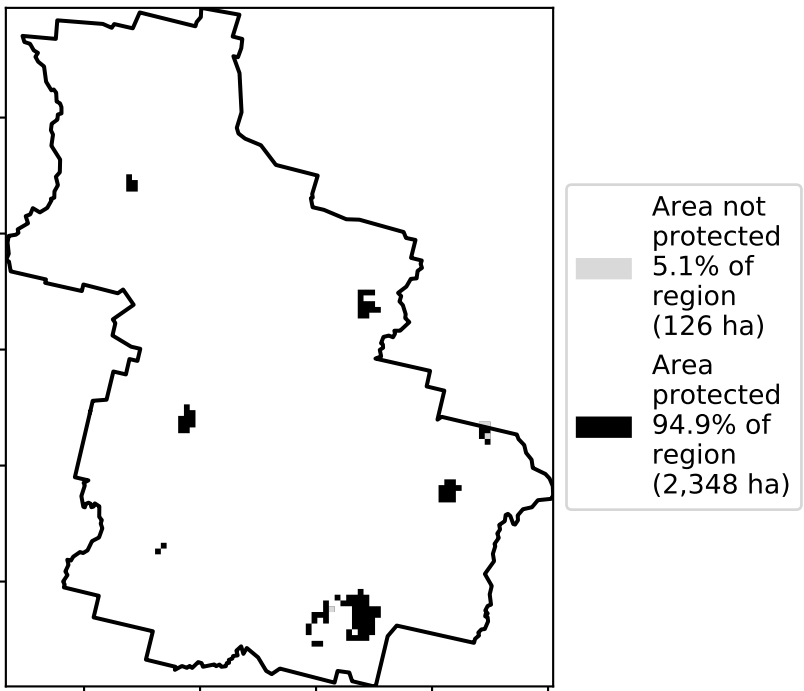 Area not
protected
5.1% of
region
(126 ha)
Area
protected
94.9% of
region
(2,348 ha)